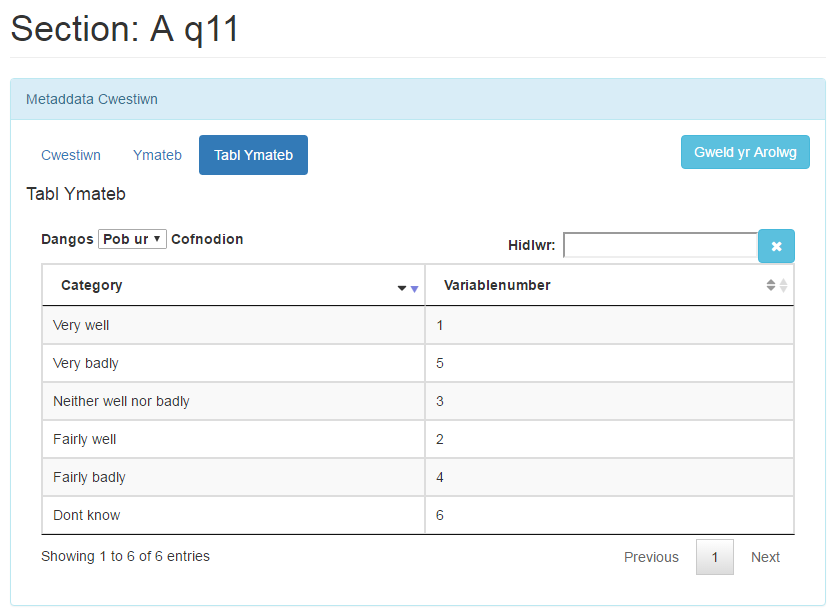 Section: A q11
Metaddata Cwestiwn
Cwestiwn Ymateb Tabl Ymateb Gweld yr Arolwg
Tabl Ymateb
Dangos Pob ur Cofnodion Hidlwr:
Category Variablenumber
Very well 1
Very badly 5
Neither well nor badly 3
Fairly well 2
Fairly badly 4
Dont know 6
Showing 1 to 6 of 6 entries Previous 1 Next